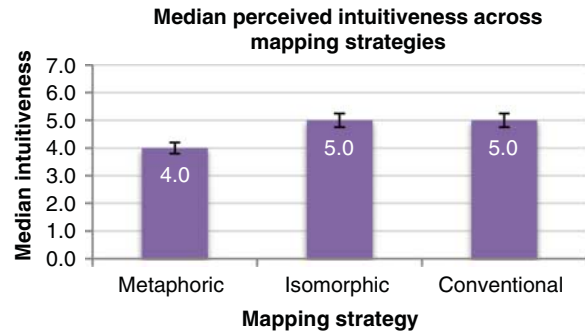 Median perceived intuitiveness across
mapping strategies
Median intuitiveness
7.0
6.0
5.0
4.0
3.0
2.0
1.0
0.0
4.0
5.0
5.0
Metaphoric
Isomorphic
Conventional
Mapping strategy